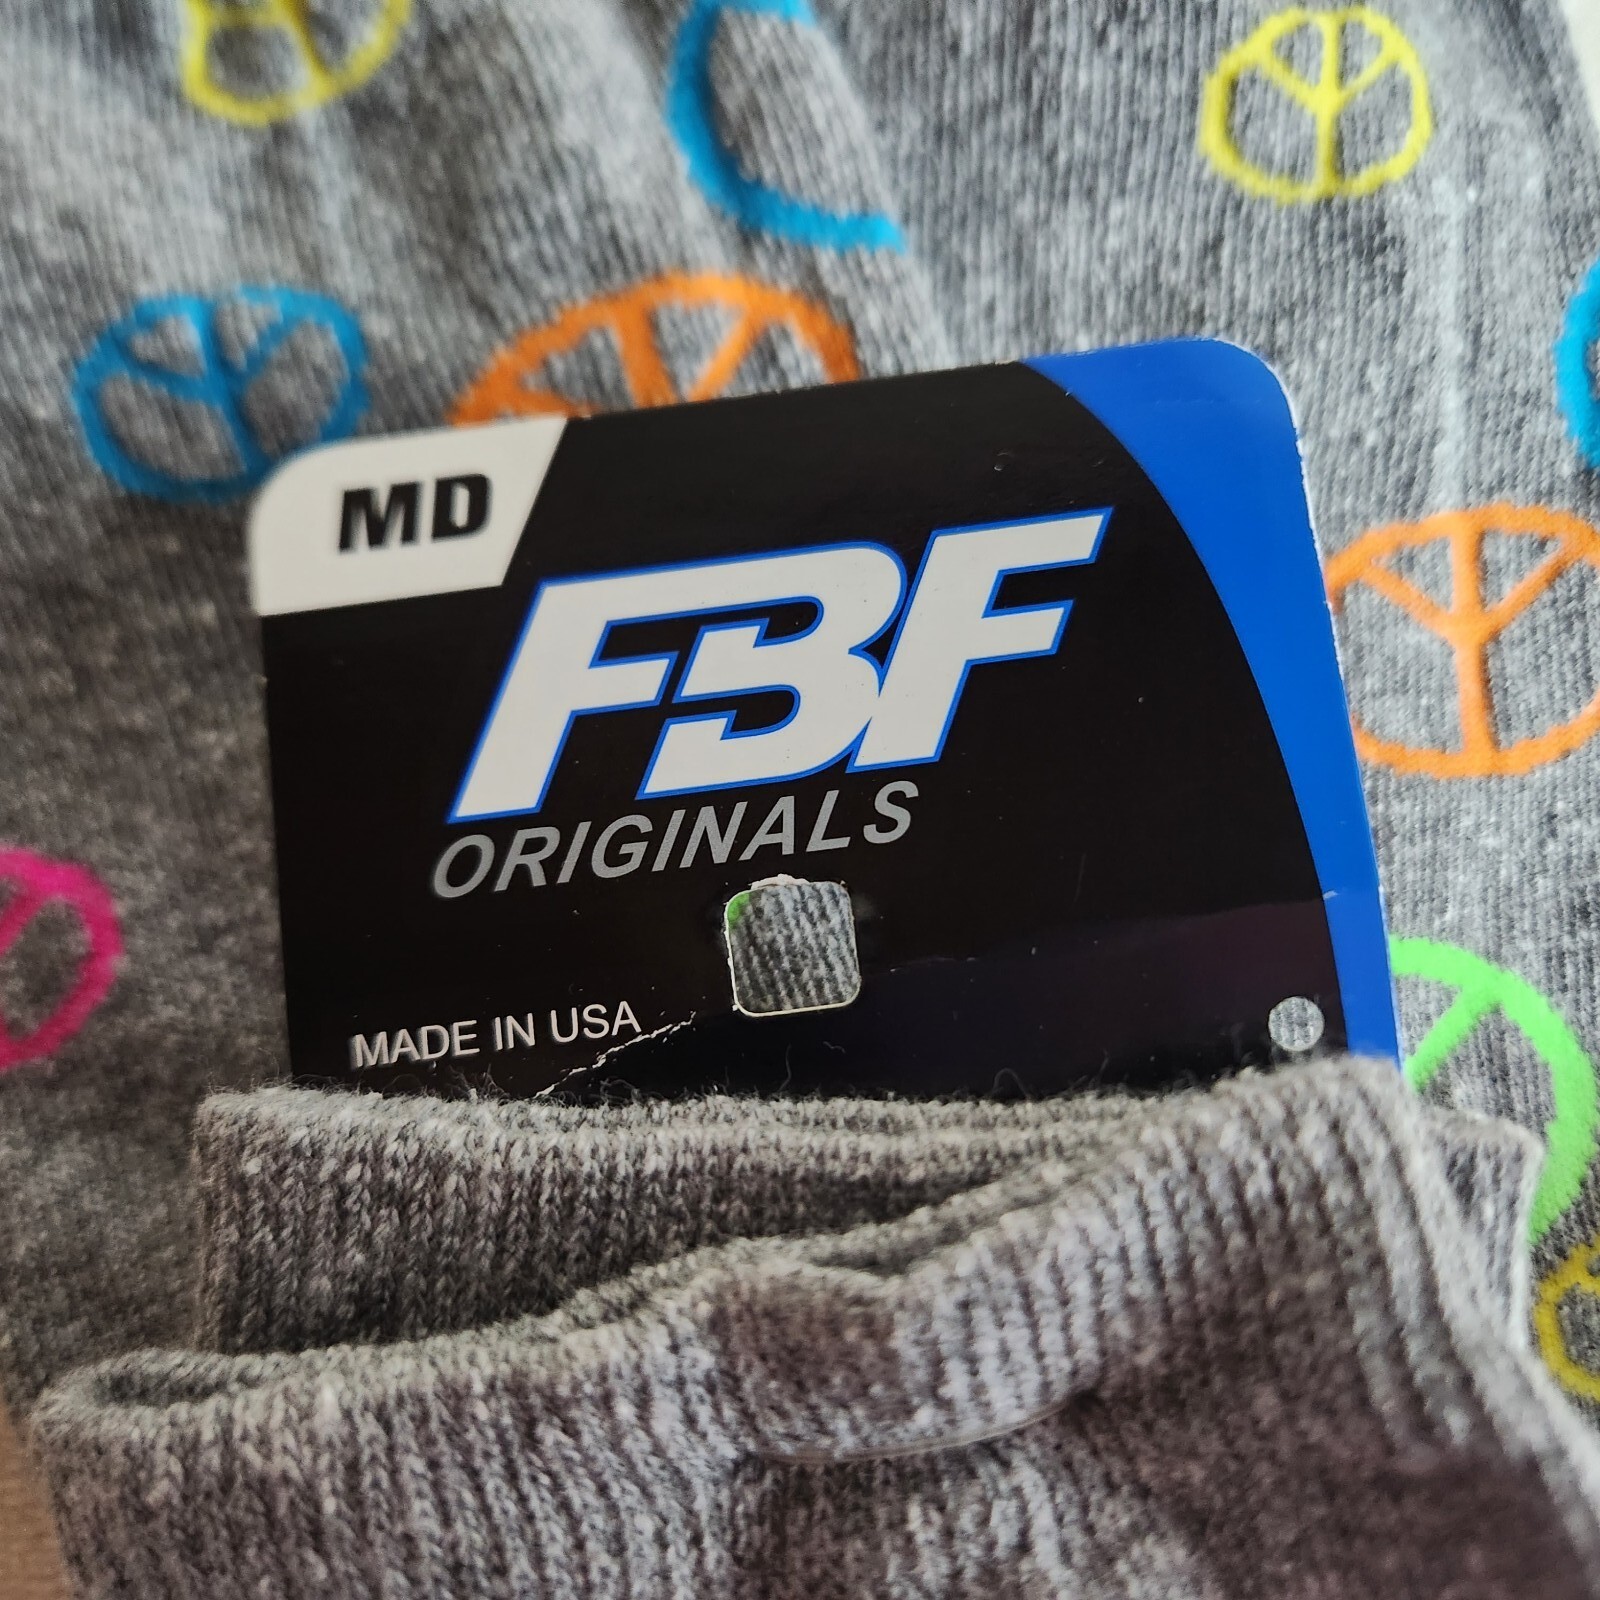 MD
FBF
ORIGINALS
MADE IN USA